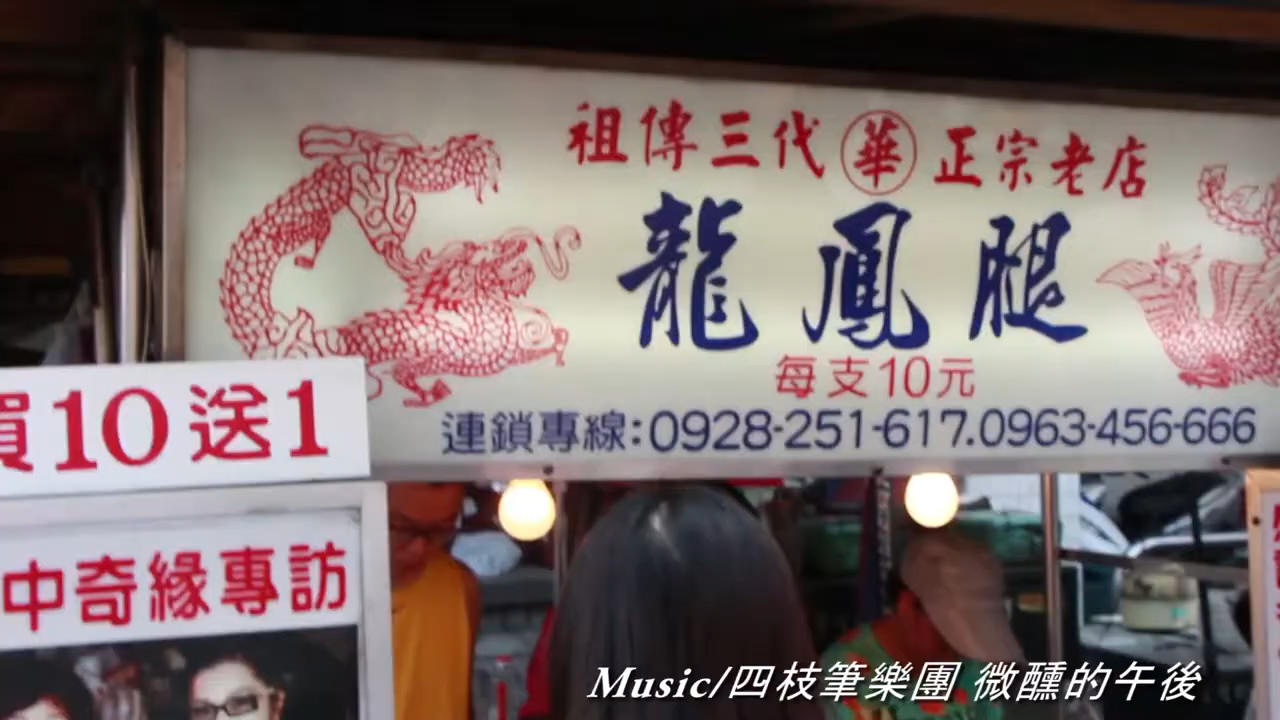 祖傳三代 華 正宗老店
龍鳳腿
每支10元
連鎖專線:0928-251-617.0963-456-666
買10送1
中奇緣專訪
Music/四枝筆樂團 微醺的午後